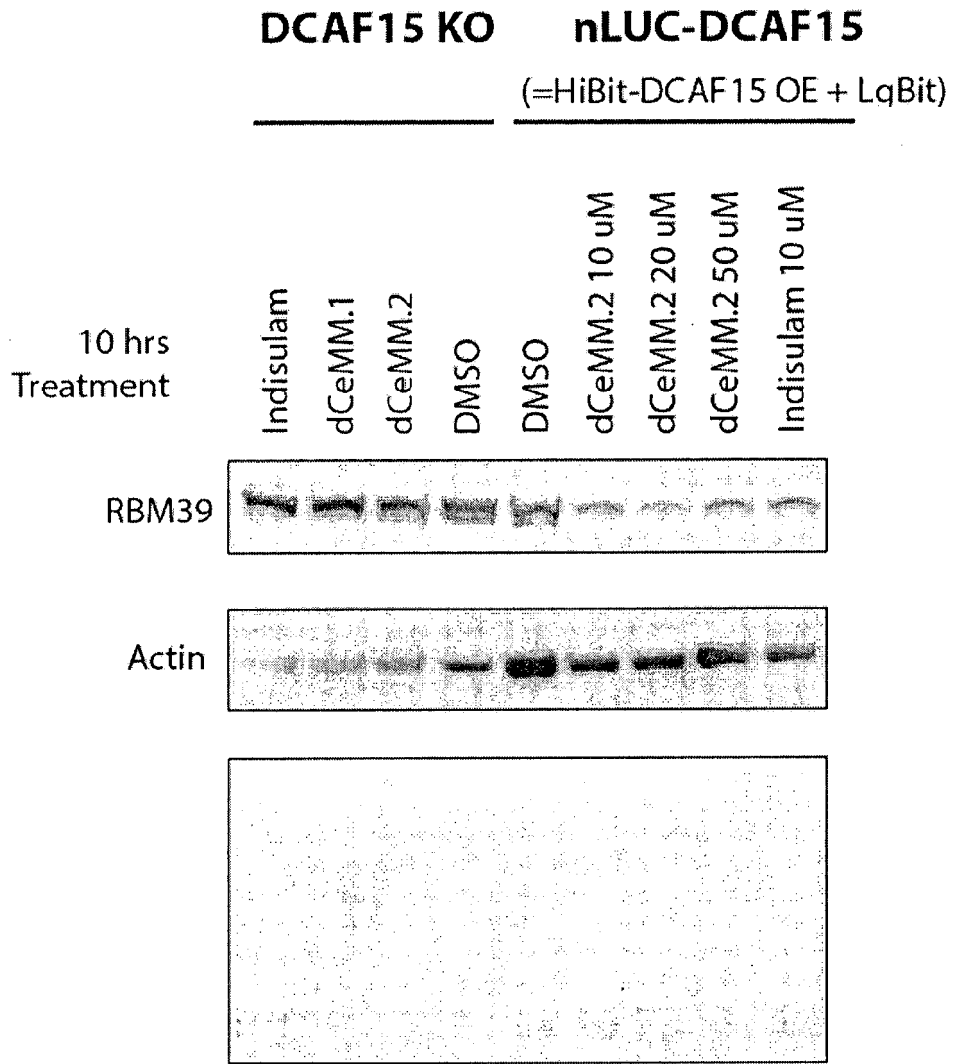 DCAF15 KO
nLUC-DCAF15
(=HiBit-DCAF15 OE + LgBit)
10 hrs
Treatment
Indisulam
dCeMM.1
dCeMM.2
DMSO
DMSO
dCeMM.2 10 uM
dCeMM.2 20 uM
dCeMM.2 50 uM
Indisulam 10 uM
RBM39
Actin